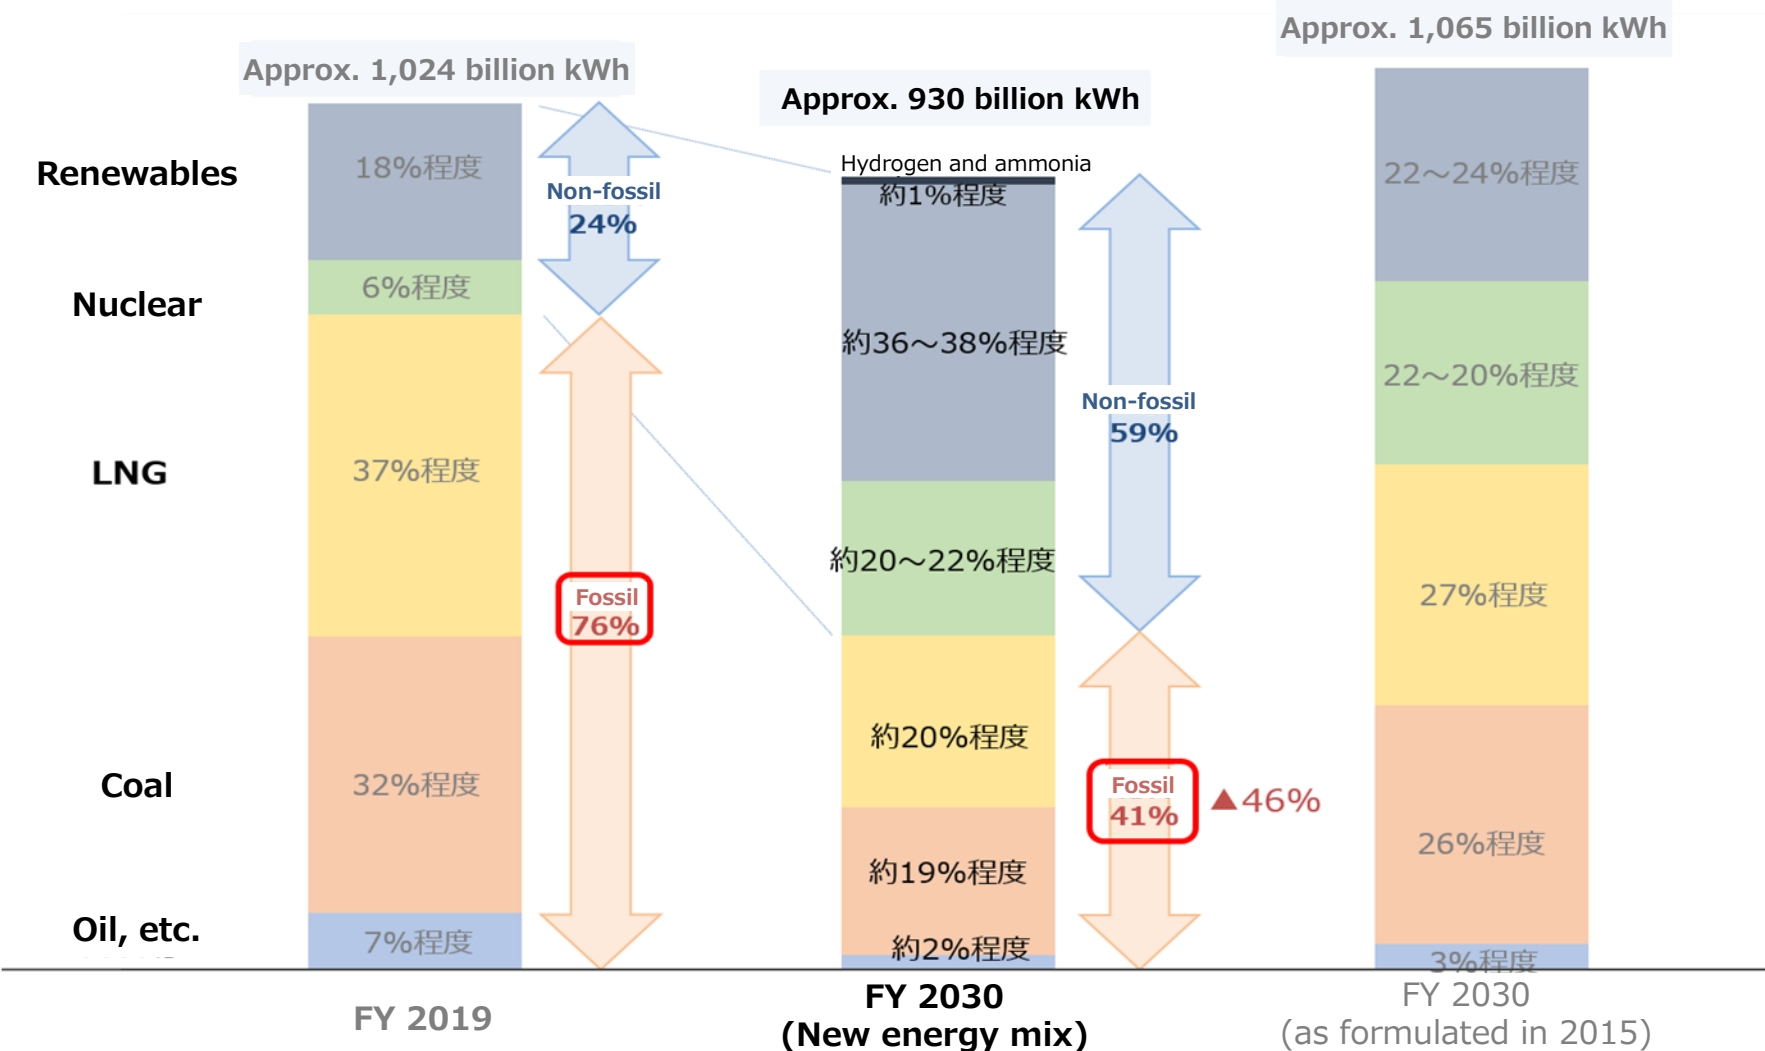 Approx. 1,024 billion kWh
Approx. 930 billion kWh
Approx. 1,065 billion kWh
Renewables
Nuclear
LNG
Coal
Oil, etc.
18%程度
6%程度
37%程度
32%程度
7%程度
Non-fossil
24%
Fossil
76%
Hydrogen and ammonia
約1%程度
約36～38%程度
約20～22%程度
約20%程度
約19%程度
約2%程度
Non-fossil
59%
Fossil
41%
▲46%
22～24%程度
22～20%程度
27%程度
26%程度
3%程度
FY 2019
FY 2030
(New energy mix)
FY 2030
(as formulated in 2015)